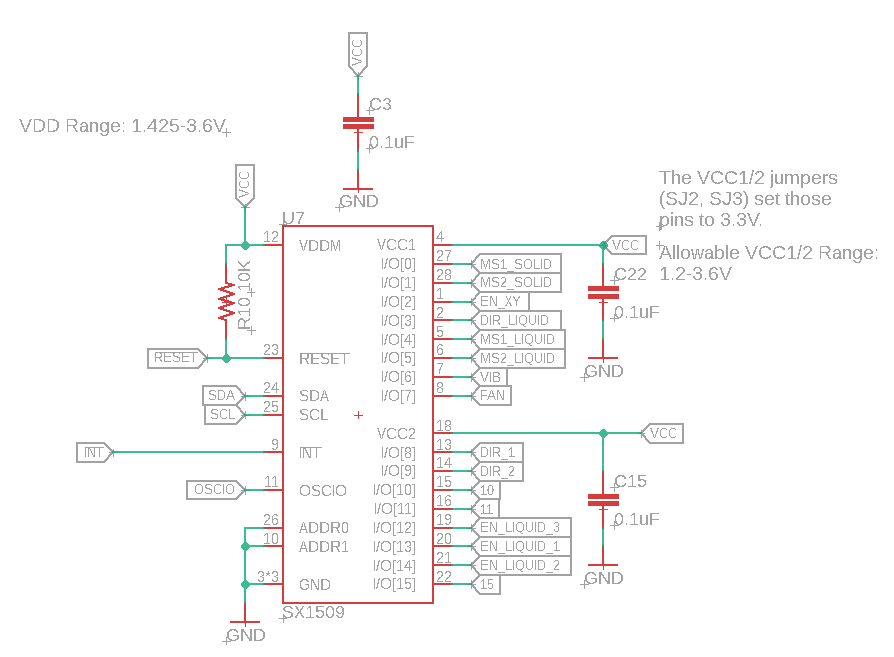 VCC
C3
0.1uF
GND
VDD Range: 1.425-3.6V
VCC
The VCC1/2 jumpers
(SJ2, SJ3) set those
pins to 3.3V.
Allowable VCC1/2 Range:
1.2-3.6V
U7
12 VDDM VCC1 4 VCC
27 I/O[0] MS1_SOLID
28 I/O[1] MS2_SOLID
1 I/O[2] EN_XY
2 I/O[3] DIR_LIQUID
5 I/O[4] MS1_LIQUID
6 I/O[5] MS2_LIQUID
7 I/O[6] VIB
8 I/O[7] FAN
R10 10K
C22
0.1uF
GND
RESET 23 RESET
SDA 24 SDA
SCL 25 SCL
INT 9 INT
OSCIO 11 OSCIO
26 ADDR0
10 ADDR1
3*3 GND
VCC2 18 VCC
I/O[8] 13 DIR_1
I/O[9] 14 DIR_2
I/O[10] 15 10
I/O[11] 16 11
I/O[12] 19 EN_LIQUID_3
I/O[13] 20 EN_LIQUID_1
I/O[14] 21 EN_LIQUID_2
I/O[15] 22 15
C15
0.1uF
GND
SX1509
GND